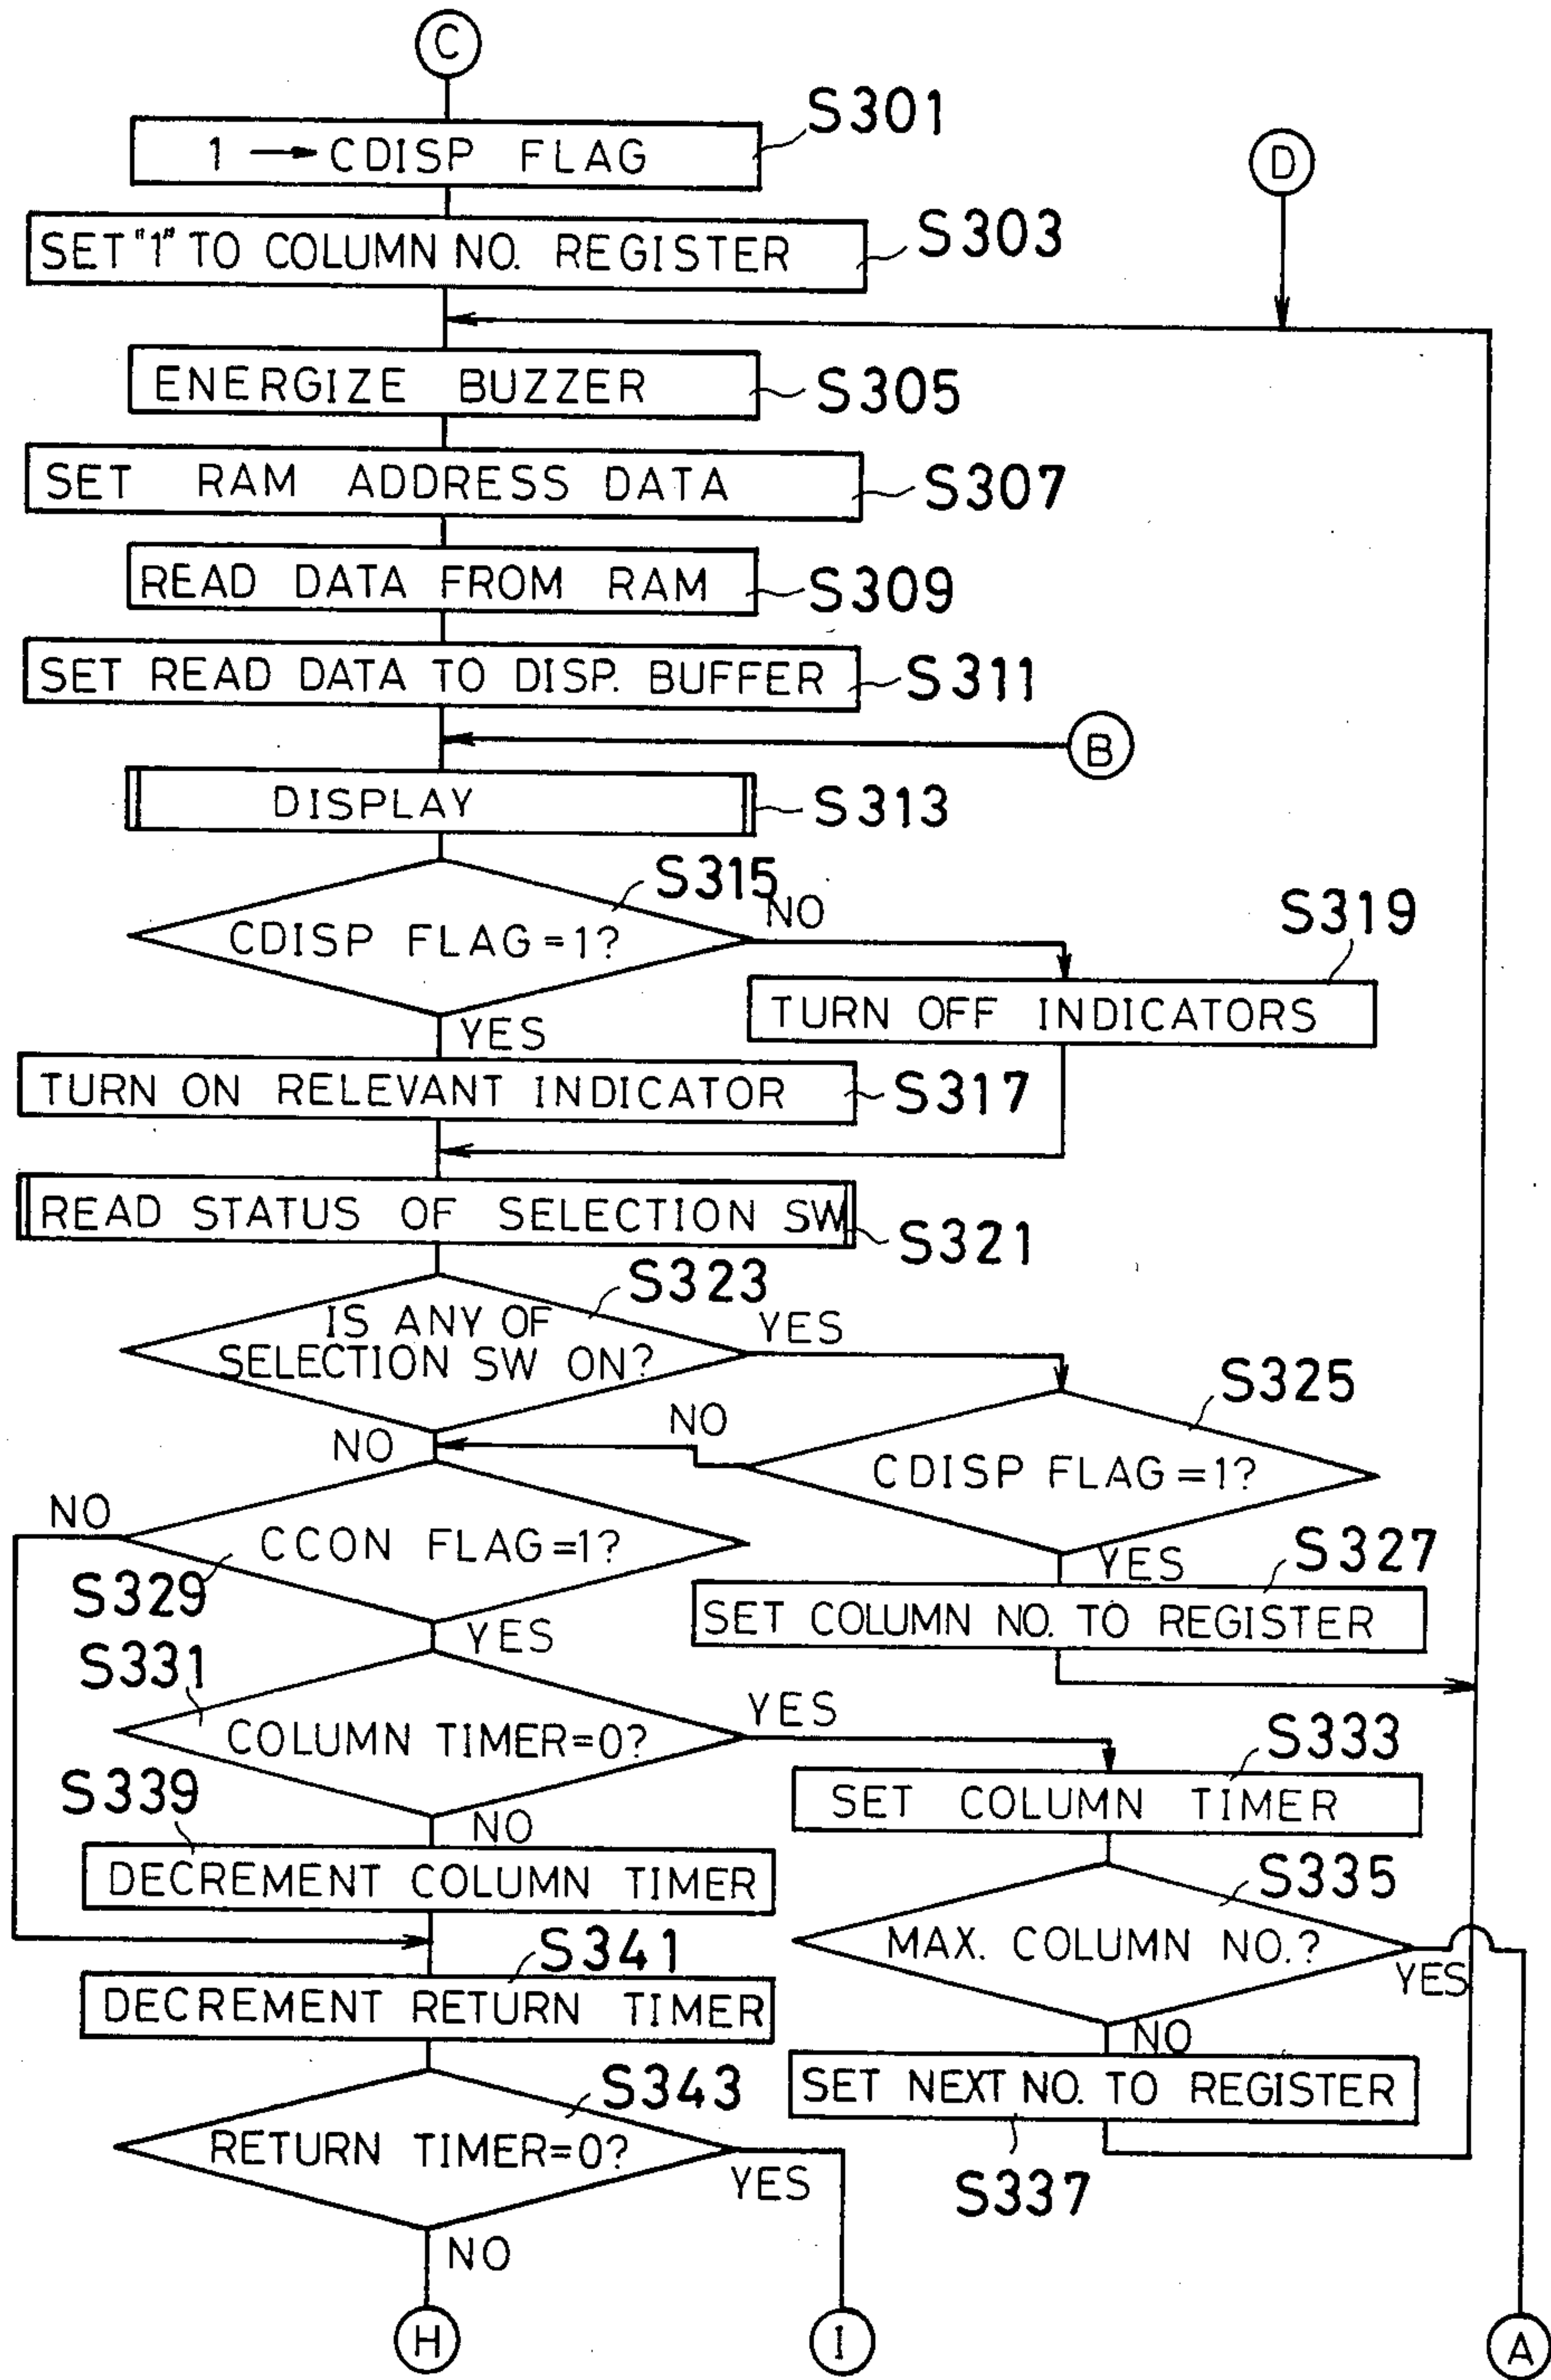 C
S301
1 → CDISP FLAG
D
SET "1" TO COLUMN NO. REGISTER
S303
ENERGIZE BUZZER
S305
SET RAM ADDRESS DATA
S307
READ DATA FROM RAM
S309
SET READ DATA TO DISP. BUFFER
S311
B
DISPLAY
S313
S315
NO
CDISP FLAG=1?
S319
TURN OFF INDICATORS
YES
TURN ON RELEVANT INDICATOR
S317
READ STATUS OF SELECTION SW
S321
S323
IS ANY OF
SELECTION SW ON?
YES
S325
NO
NO
CDISP FLAG=1?
NO
CCON FLAG=1?
S329
YES
S327
SET COLUMN NO. TO REGISTER
YES
S331
COLUMN TIMER=0?
YES
S333
SET COLUMN TIMER
S339
NO
DECREMENT COLUMN TIMER
S335
MAX. COLUMN NO.?
YES
S341
DECREMENT RETURN TIMER
NO
SET NEXT NO. TO REGISTER
S337
S343
RETURN TIMER=0?
YES
NO
H
I
A